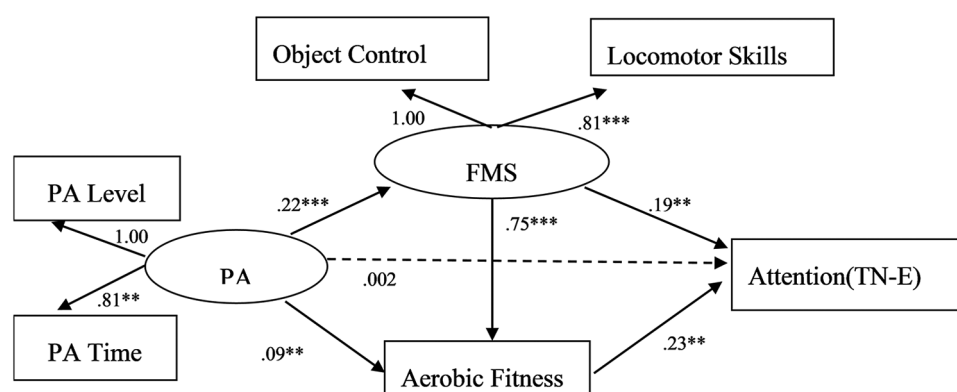 Object Control
Locomotor Skills
1.00
.81***
FMS
PA Level
.22***
.75***
.19**
1.00
PA
.002
Attention(TN-E)
.81**
PA Time
.09**
.23**
Aerobic Fitness